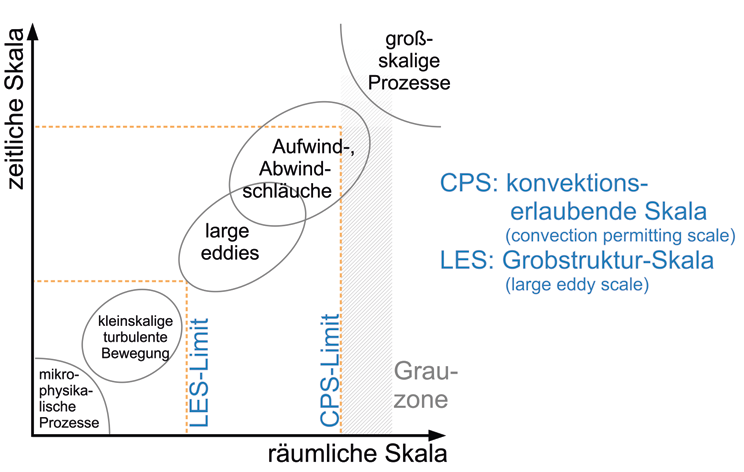 zeitliche Skala
groß-
skalige
Prozesse
Aufwind-,
Abwind-
schläuche
large
eddies
kleinskalige
turbulente
Bewegung
mikro-
physika-
lische
Prozesse
LES-Limit
CPS-Limit
Grau-
zone
räumliche Skala
CPS: konvektions-
erlaubende Skala
(convection permitting scale)
LES: Grobstruktur-Skala
(large eddy scale)